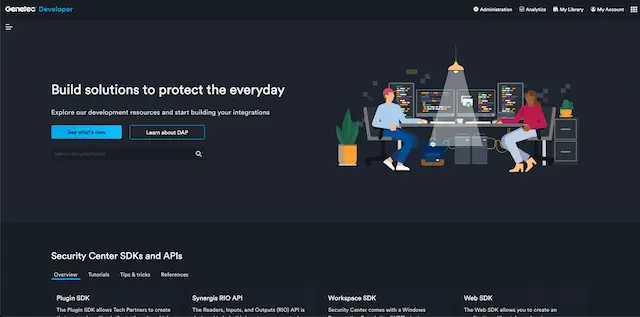 Genetec Developer
Administration Analytics My Library My Account
Build solutions to protect the everyday
Explore our development resources and start building your integrations
See what's new Learn about DAP
Search documentation
Security Center SDKs and APIs
Overview Tutorials Tips & tricks References
Plugin SDK Synergis RIO API Workspace SDK Web SDK
The Plugin SDK allows Tech Partners to create The Readers, Inputs, and Outputs (RIO) API is Security Center comes with a Windows The Web SDK allows you to create an